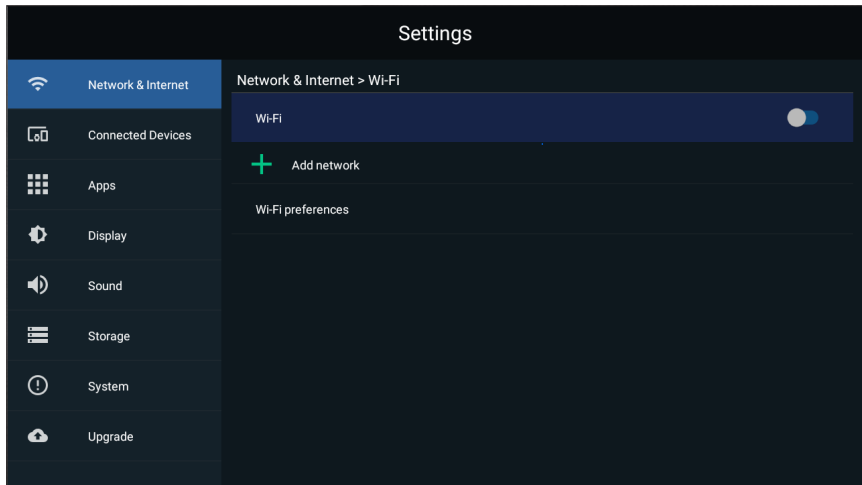 Settings
Network & Internet
Connected Devices
Apps
Display
Sound
Storage
System
Upgrade
Network & Internet > Wi-Fi
Wi-Fi
Add network
Wi-Fi preferences